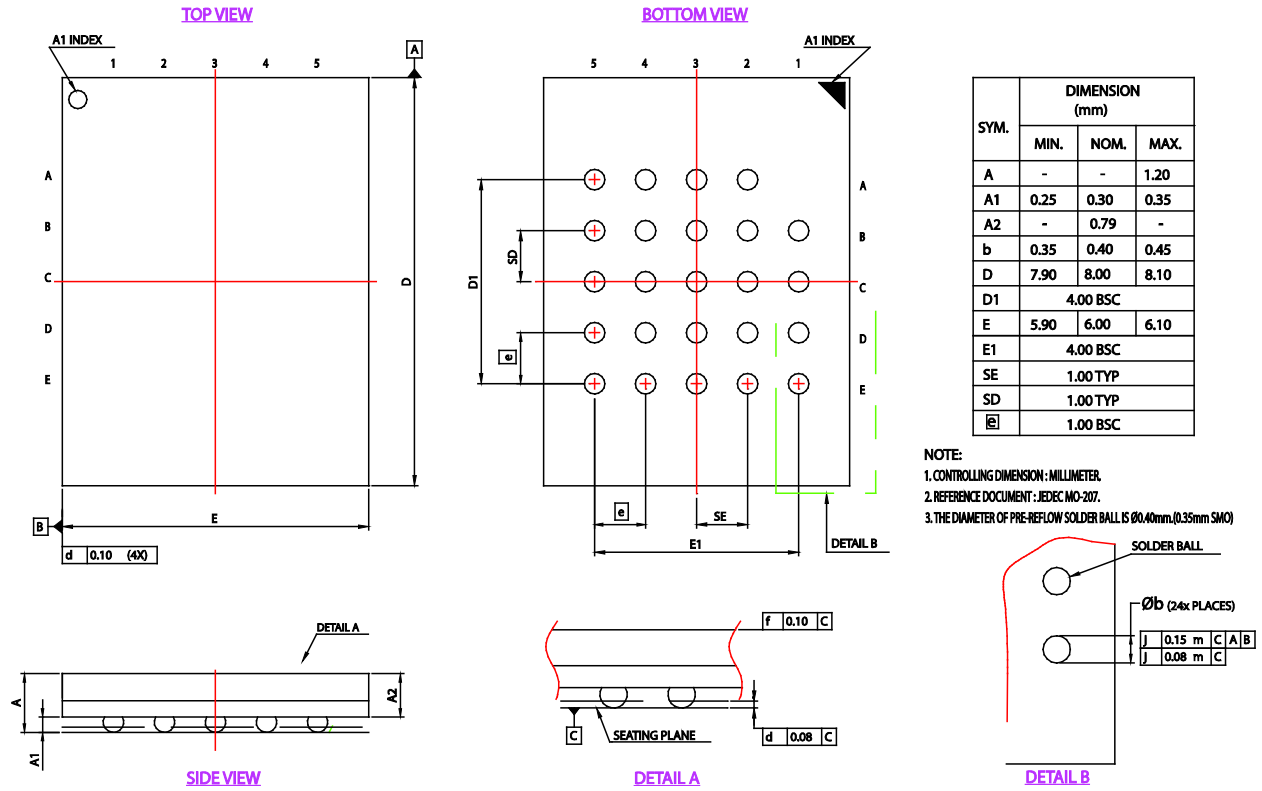 TOP VIEW
A1 INDEX
1 2 3 4 5
A
A
B
C
D
E
D
E
B
d 0.10 (4X)
BOTTOM VIEW
A1 INDEX
5 4 3 2 1
A
B
C
D
E
D1
SD
e
e
SE
E1
DETAIL B
SYM.
DIMENSION
(mm)
MIN. NOM. MAX.
A - - 1.20
A1 0.25 0.30 0.35
A2 - 0.79 -
b 0.35 0.40 0.45
D 7.90 8.00 8.10
D1 4.00 BSC
E 5.90 6.00 6.10
E1 4.00 BSC
SE 1.00 TYP
SD 1.00 TYP
e 1.00 BSC
NOTE:
1. CONTROLLING DIMENSION : MILLIMETER.
2. REFERENCE DOCUMENT : JEDEC MO-207.
3. THE DIAMETER OF PRE-REFLOW SOLDER BALL IS Ø0.40mm.(0.35mm SMO)
DETAIL A
A
A1
A2
SIDE VIEW
f 0.10 C
C
SEATING PLANE
d 0.08 C
DETAIL A
SOLDER BALL
Øb (24x PLACES)
J 0.15 m C A B
J 0.08 m C
DETAIL B